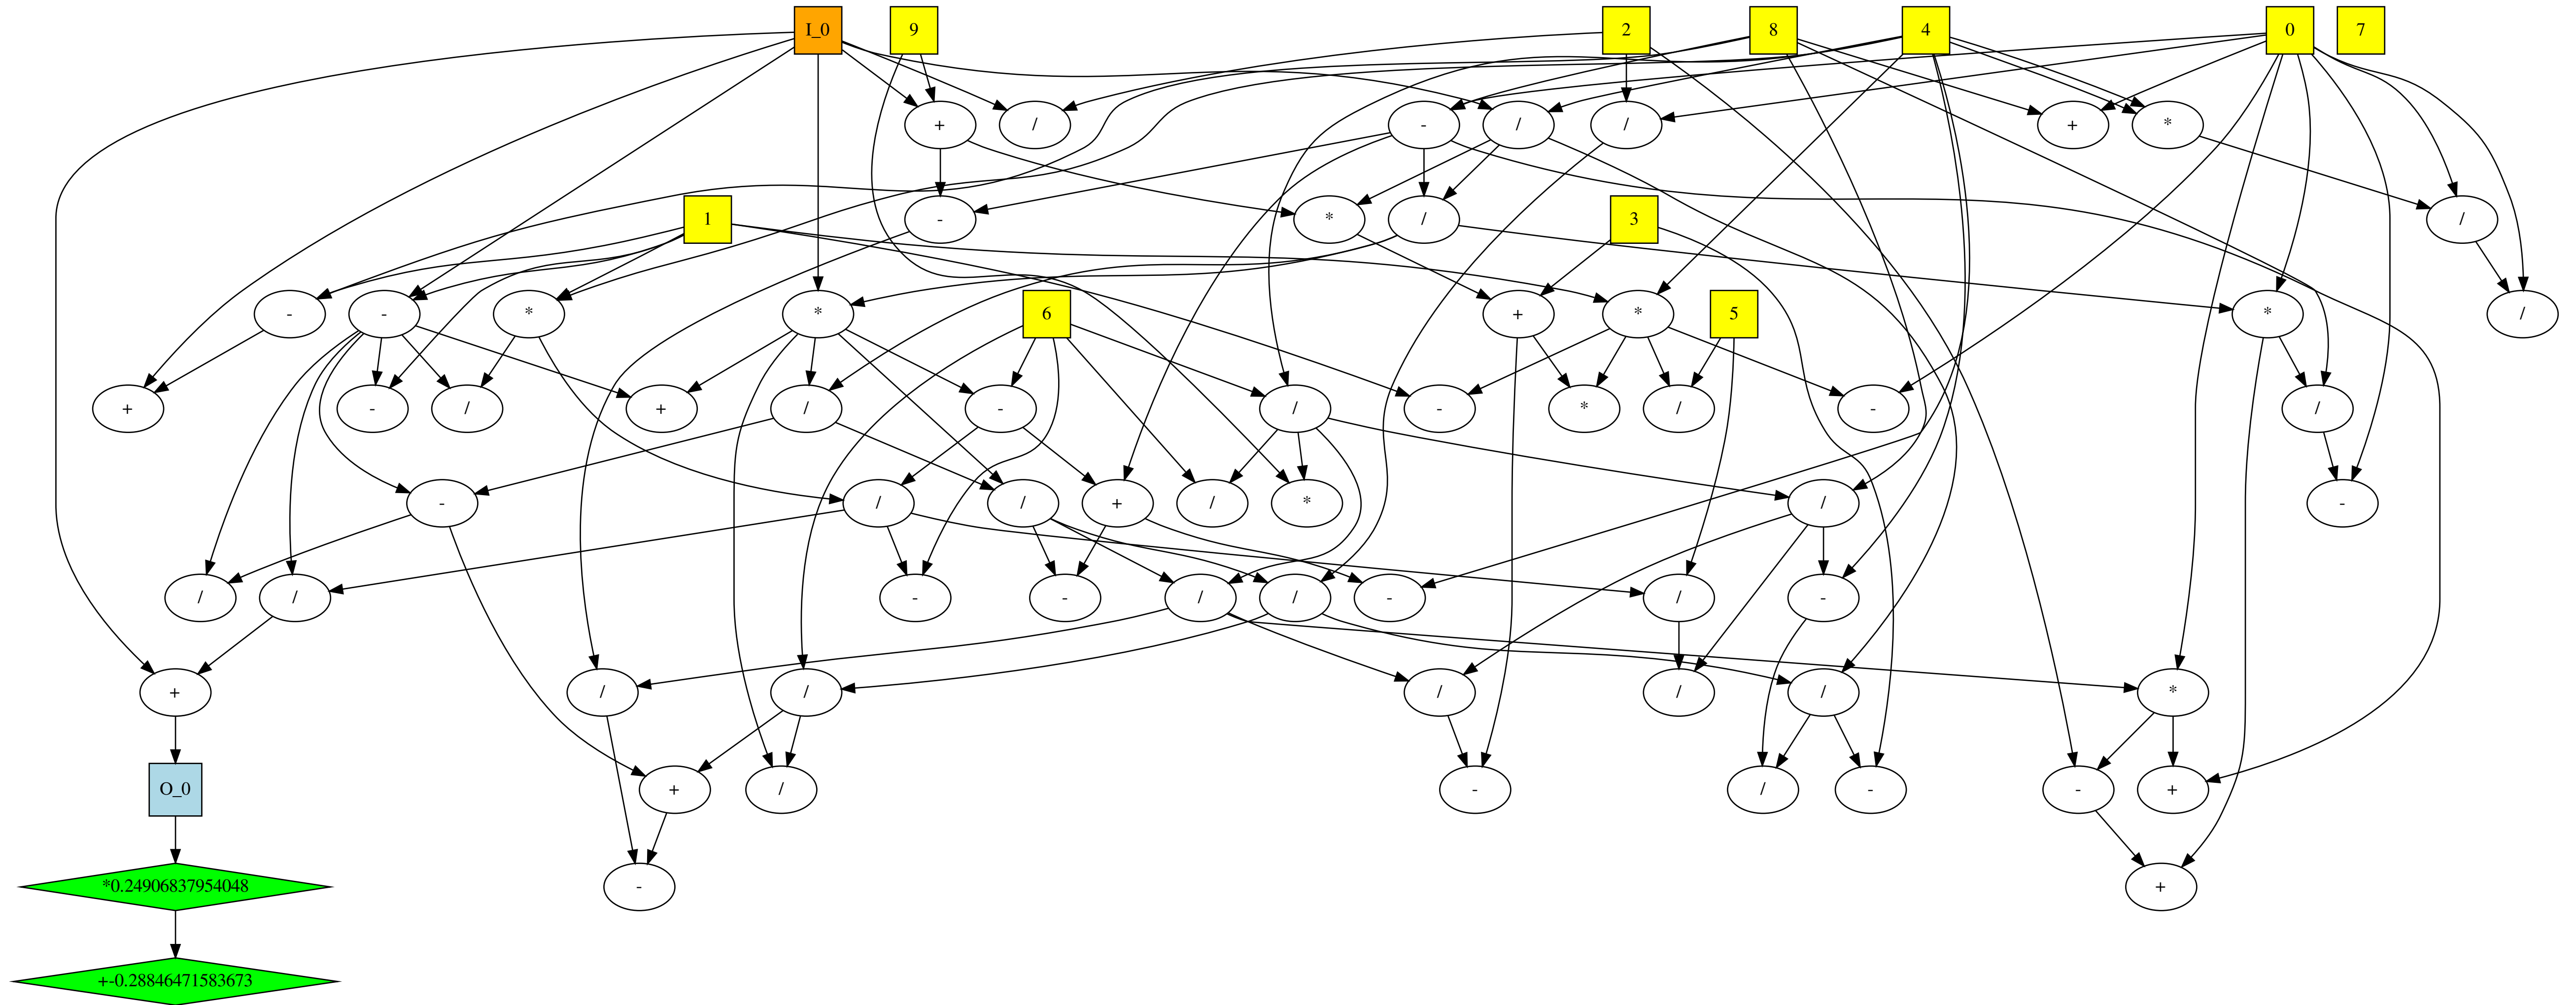 I_0 9 2 8 4 0 7
+ / - / / + *
1 - * / 3 /
- - * * 6 + * 5 * /
+ - / + / - / - * / - /
- / / + / * / -
/ / - - / / - / -
+ / / / / / *
O_0 + / - / - - +
*0.24906837954048 - +
+-0.28846471583673